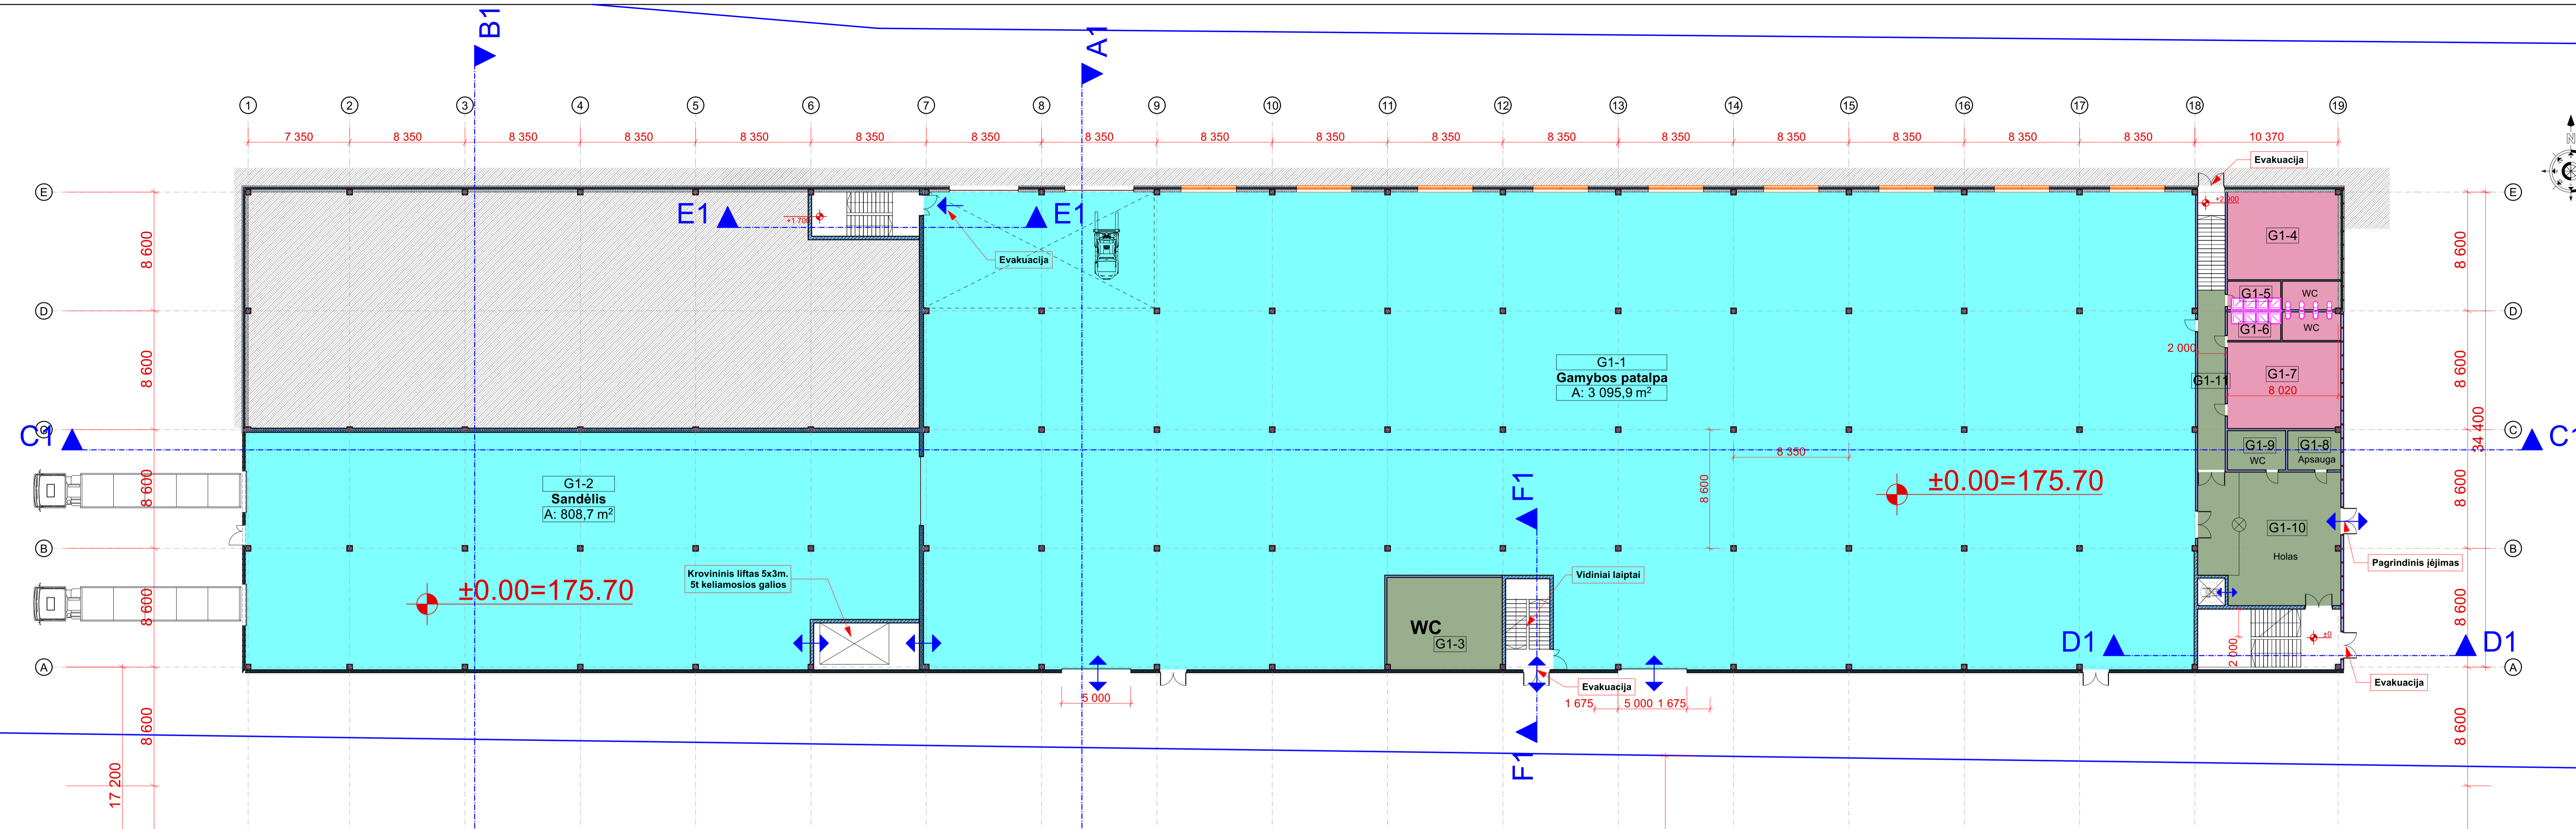 B1
A1
1 2 3 4 5 6 7 8 9 10 11 12 13 14 15 16 17 18 19
7 350 8 350 8 350 8 350 8 350 8 350 8 350 8 350 8 350 8 350 8 350 8 350 8 350 8 350 8 350 8 350 8 350 10 370
N
Evakuacija
E E
E1 E1
+1 700
+2 900
Evakuacija
G1-4
8 600 8 600
G1-5
WC
D D
G1-6
WC
2 000
G1-1
Gamybos patalpa
A: 3 095,9 m²
G1-11
G1-7
8 020
8 600 8 600
C1 C C C1
34 400
G1-9
WC
G1-8
Apsauga
8 350
8 600
G1-2
Sandėlis
A: 808,7 m²
F1
±0.00=175.70
8 600 8 600
G1-10
Holas
B B
Pagrindinis įėjimas
Krovininis liftas 5x3m.
5t keliamosios galios
Vidiniai laiptai
±0.00=175.70
8 600 8 600
WC
G1-3
D1 D1
2 000
±0
A A
Evakuacija
Evakuacija
5 000
1 675 5 000 1 675
8 600 8 600
F1
17 200